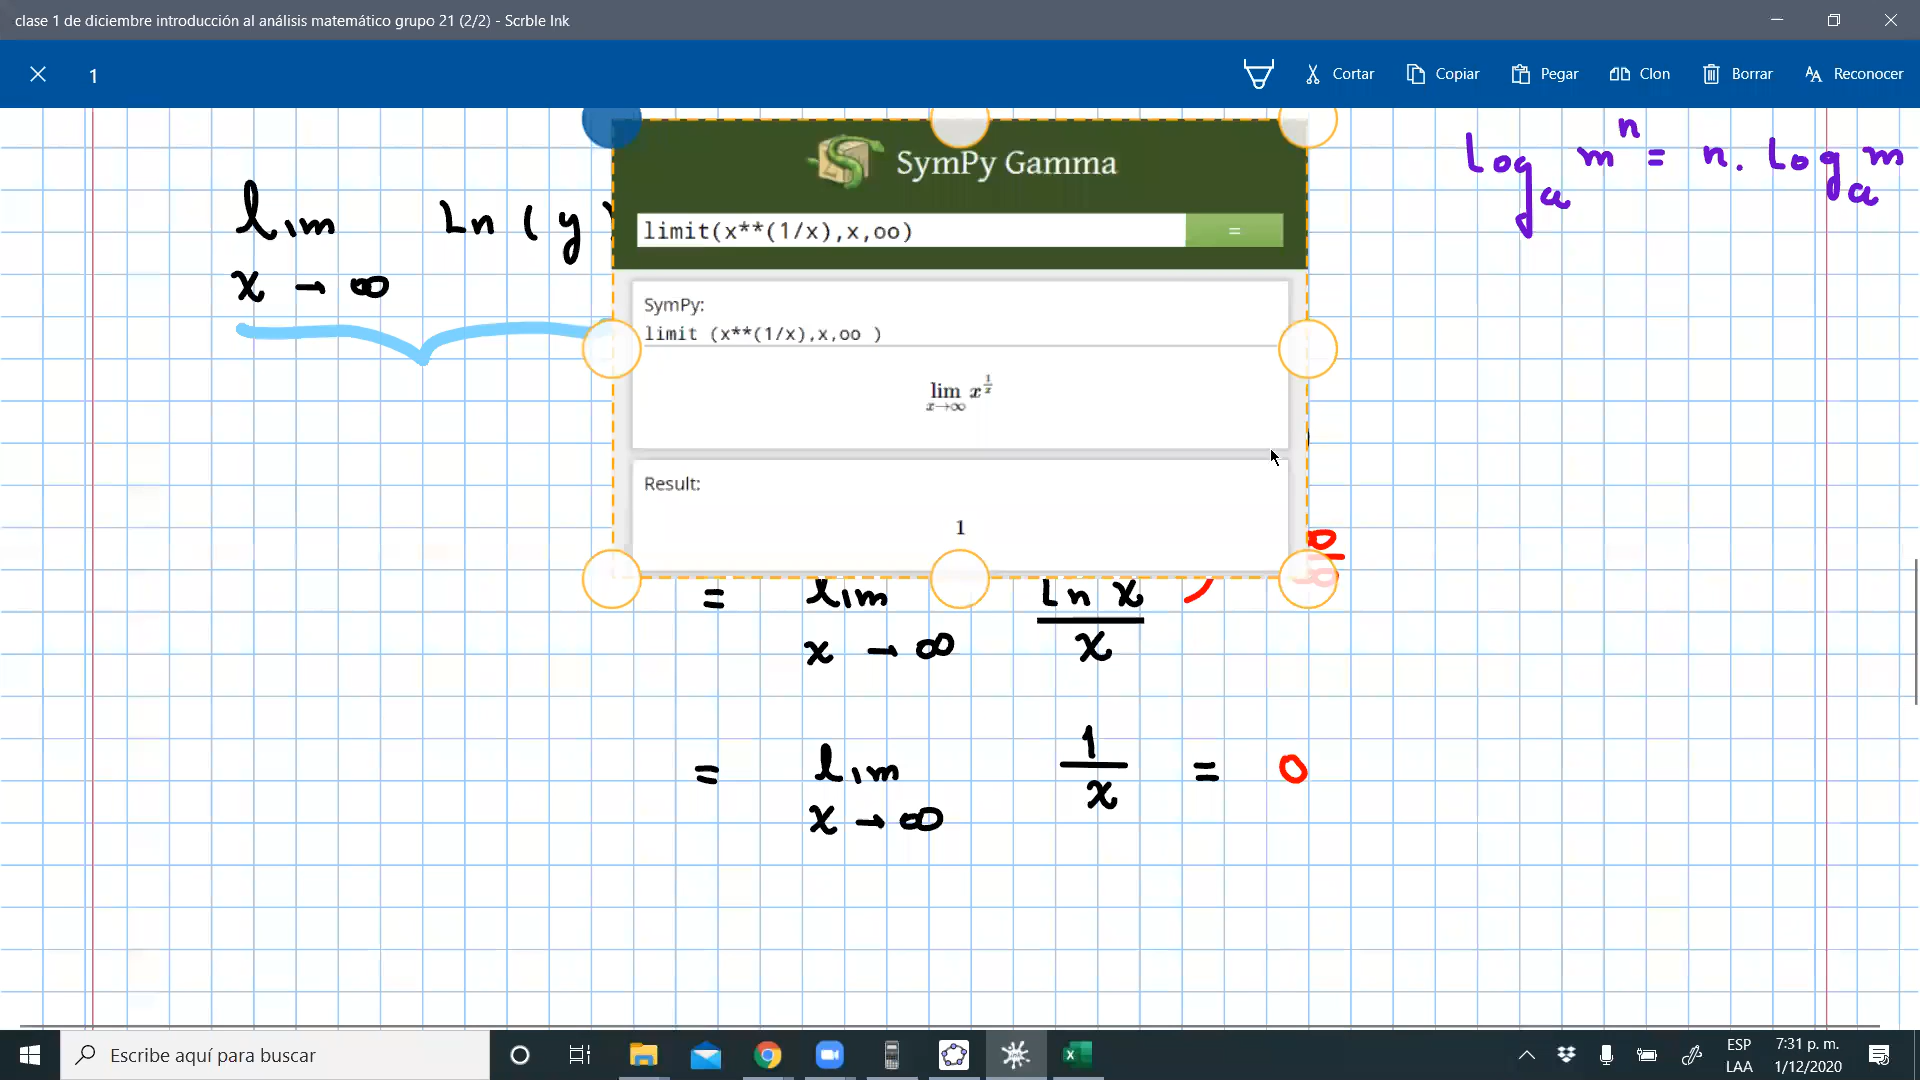 clase 1 de diciembre introducción al análisis matemático grupo 21 (2/2) - Scrble Ink
1
Cortar
Copiar
Pegar
Clon
Borrar
Reconocer
SymPy Gamma
limit(x**(1/x),x,oo)
=
SymPy:
limit (x**(1/x),x,oo )
lim x^(1/x)
x→∞
Result:
1
log_a m^n = n. log_a m
lim Ln (y
x → ∞
= lim Ln x
x → ∞ x
= lim 1/x = 0
x → ∞
Escribe aquí para buscar
ESP
LAA
7:31 p. m.
1/12/2020